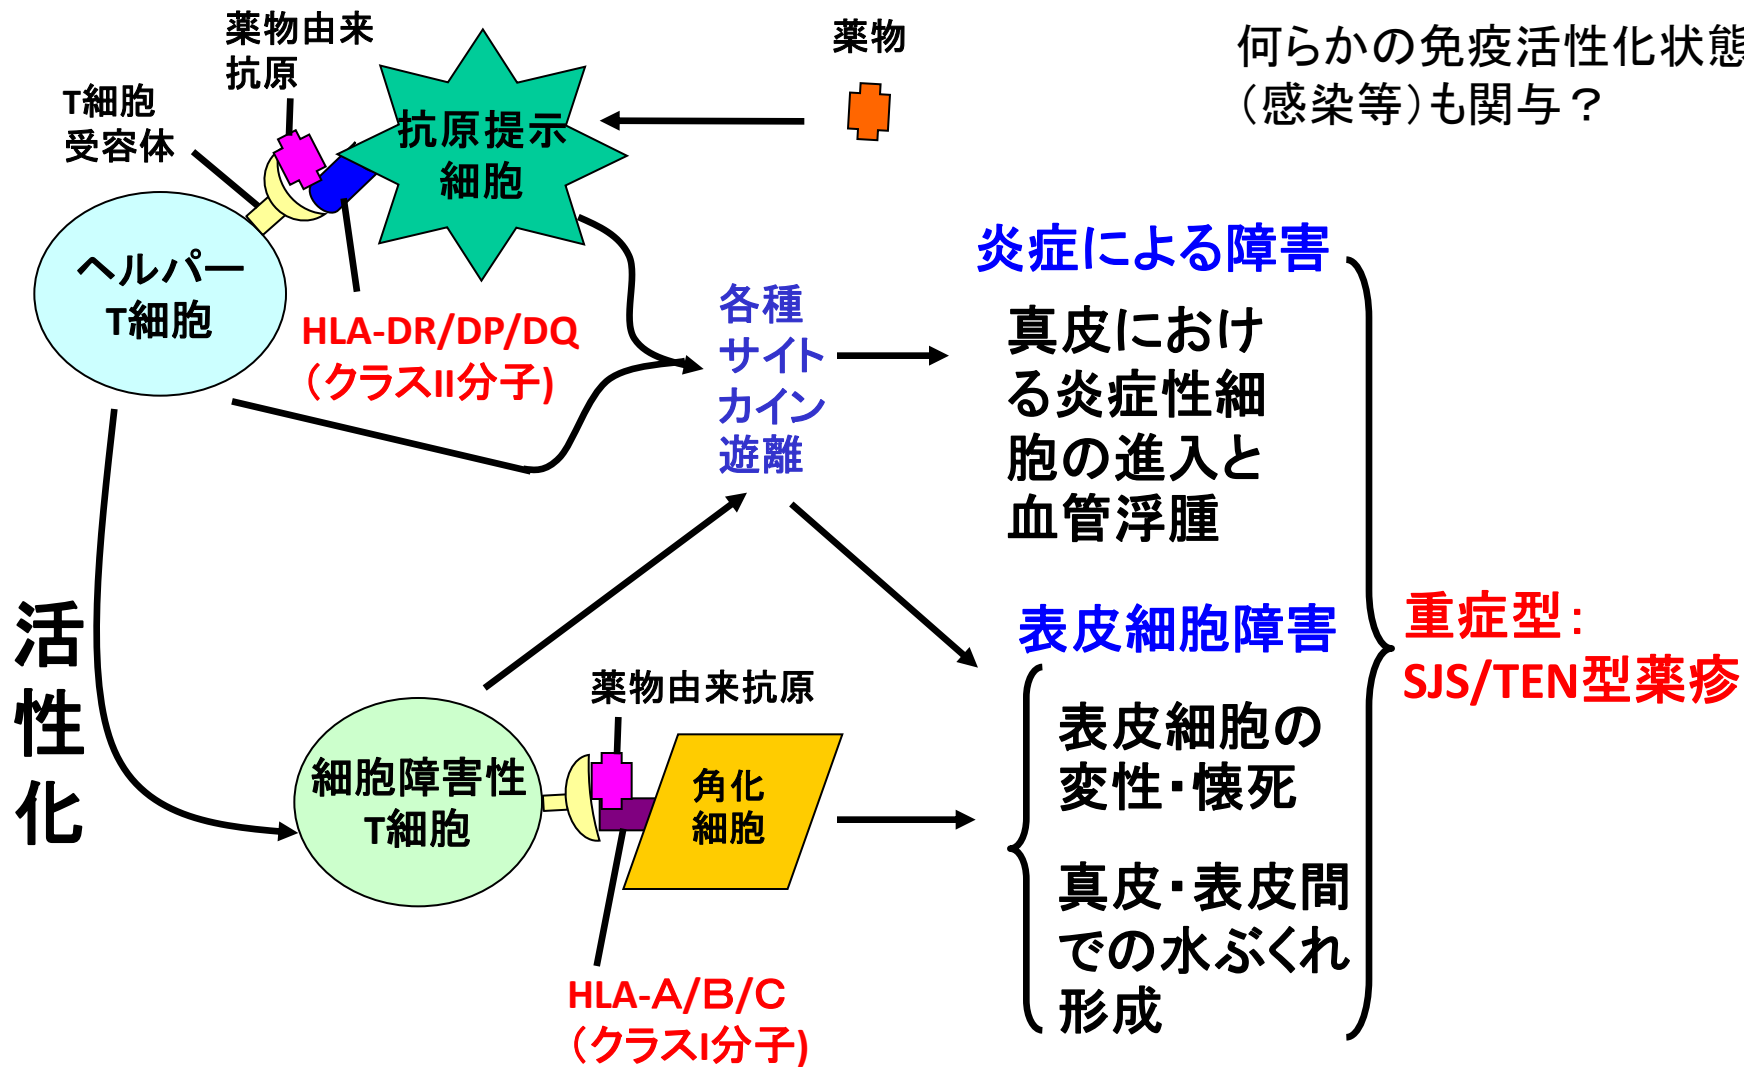 薬物由来
抗原
T細胞
受容体
抗原提示
細胞
薬物
何らかの免疫活性化状態
（感染等）も関与？
ヘルパー
T細胞
HLA-DR/DP/DQ
（クラスII分子)
各種
サイト
カイン
遊離
炎症による障害
真皮におけ
る炎症性細
胞の進入と
血管浮腫
活
性
化
表皮細胞障害
表皮細胞の
変性・懐死
真皮・表皮間
での水ぶくれ
形成
重症型：
SJS/TEN型薬疹
薬物由来抗原
細胞障害性
T細胞
角化
細胞
HLA-A/B/C
（クラスI分子)